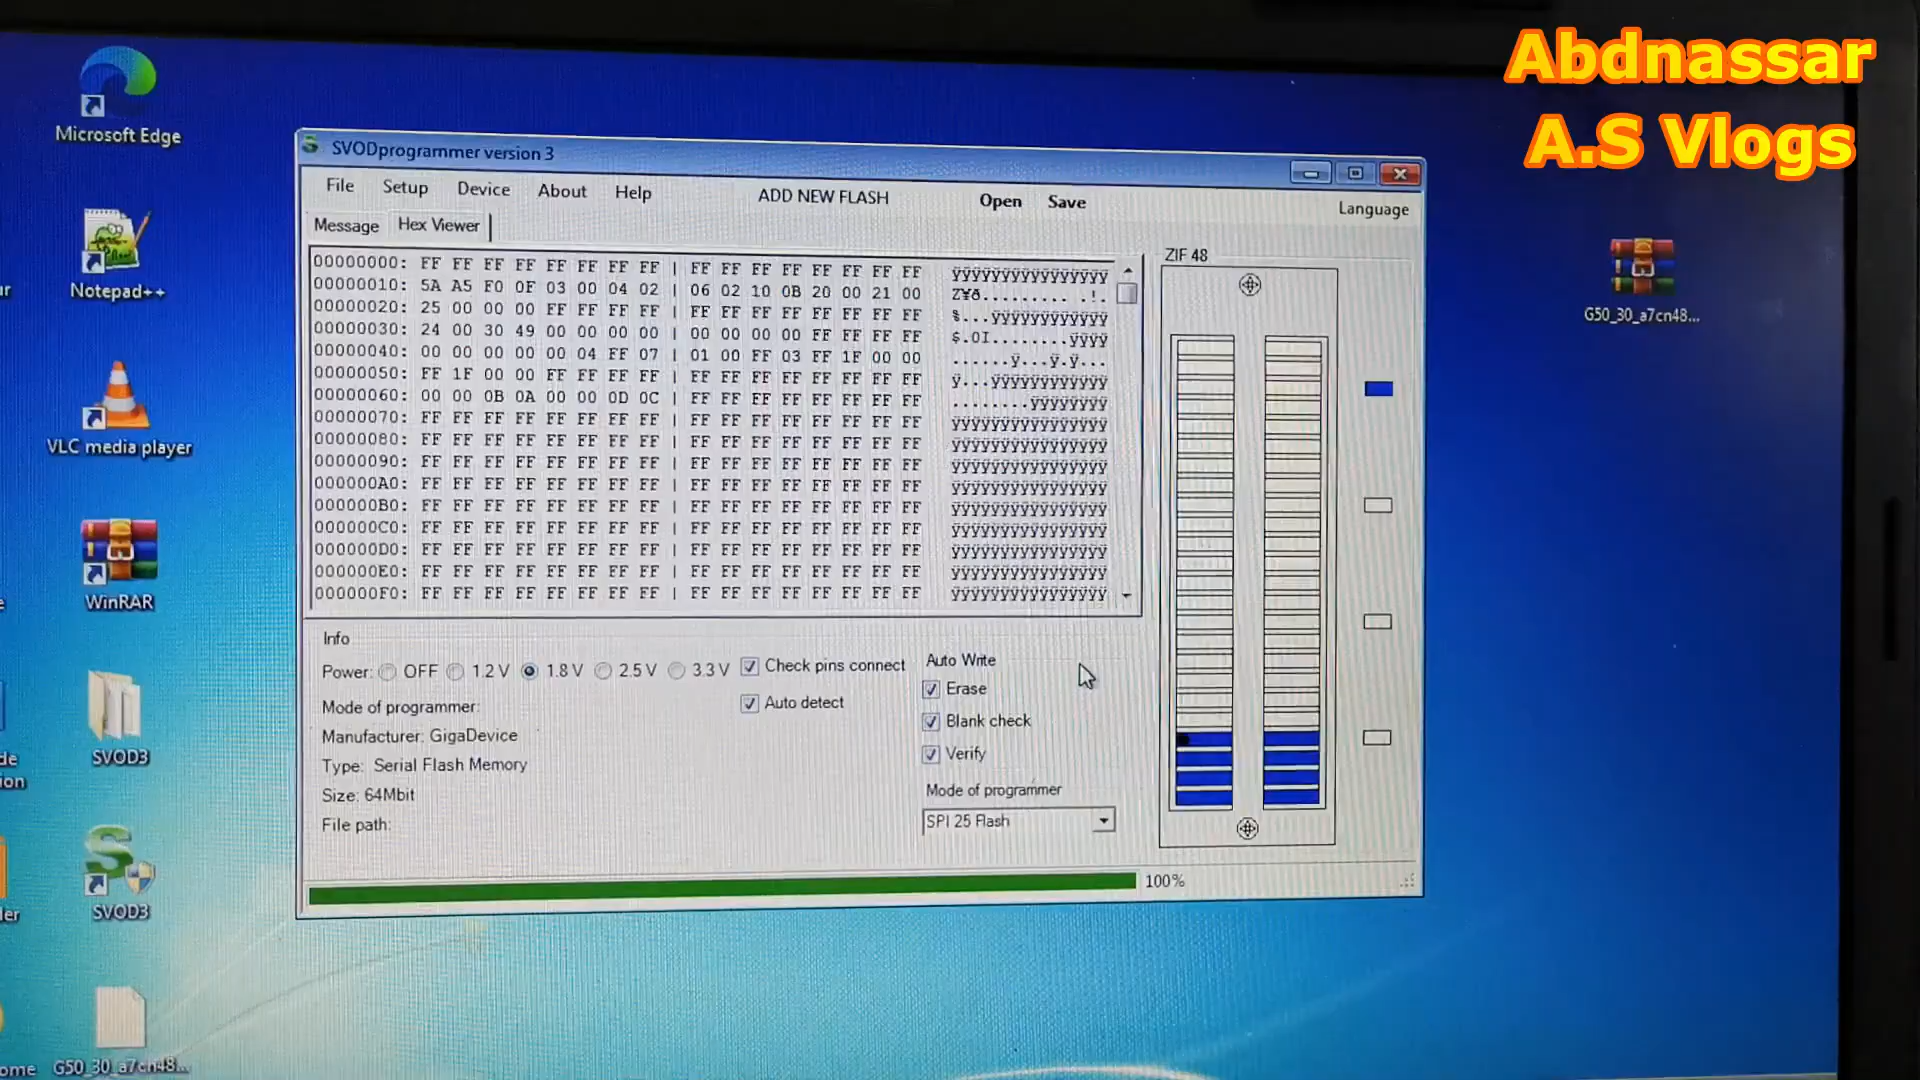 Abdnassar
A.S Vlogs
Microsoft Edge
Notepad++
VLC media player
WinRAR
SVOD3
SVOD3
G50_30_a7cn48...
G50_30_a7cn48...
SVODprogrammer version 3
File Setup Device About Help ADD NEW FLASH Open Save Language
Message Hex Viewer
00000000: FF FF FF FF FF FF FF FF | FF FF FF FF FF FF FF FF ÿÿÿÿÿÿÿÿÿÿÿÿÿÿÿÿ
00000010: 5A A5 F0 0F 03 00 04 02 | 06 02 10 0B 20 00 21 00 Z¥ð......... .!.
00000020: 25 00 00 00 FF FF FF FF | FF FF FF FF FF FF FF FF %...ÿÿÿÿÿÿÿÿÿÿÿÿ
00000030: 24 00 30 49 00 00 00 00 | 00 00 00 00 FF FF FF FF $.0I........ÿÿÿÿ
00000040: 00 00 00 00 00 04 FF 07 | 01 00 FF 03 FF 1F 00 00 ......ÿ...ÿ.ÿ...
00000050: FF 1F 00 00 FF FF FF FF | FF FF FF FF FF FF FF FF ÿ...ÿÿÿÿÿÿÿÿÿÿÿÿ
00000060: 00 00 0B 0A 00 00 0D 0C | FF FF FF FF FF FF FF FF ........ÿÿÿÿÿÿÿÿ
00000070: FF FF FF FF FF FF FF FF | FF FF FF FF FF FF FF FF ÿÿÿÿÿÿÿÿÿÿÿÿÿÿÿÿ
00000080: FF FF FF FF FF FF FF FF | FF FF FF FF FF FF FF FF ÿÿÿÿÿÿÿÿÿÿÿÿÿÿÿÿ
00000090: FF FF FF FF FF FF FF FF | FF FF FF FF FF FF FF FF ÿÿÿÿÿÿÿÿÿÿÿÿÿÿÿÿ
000000A0: FF FF FF FF FF FF FF FF | FF FF FF FF FF FF FF FF ÿÿÿÿÿÿÿÿÿÿÿÿÿÿÿÿ
000000B0: FF FF FF FF FF FF FF FF | FF FF FF FF FF FF FF FF ÿÿÿÿÿÿÿÿÿÿÿÿÿÿÿÿ
000000C0: FF FF FF FF FF FF FF FF | FF FF FF FF FF FF FF FF ÿÿÿÿÿÿÿÿÿÿÿÿÿÿÿÿ
000000D0: FF FF FF FF FF FF FF FF | FF FF FF FF FF FF FF FF ÿÿÿÿÿÿÿÿÿÿÿÿÿÿÿÿ
000000E0: FF FF FF FF FF FF FF FF | FF FF FF FF FF FF FF FF ÿÿÿÿÿÿÿÿÿÿÿÿÿÿÿÿ
000000F0: FF FF FF FF FF FF FF FF | FF FF FF FF FF FF FF FF ÿÿÿÿÿÿÿÿÿÿÿÿÿÿÿÿ
ZIF 48
Info
Power: OFF 1.2 V 1.8 V 2.5 V 3.3 V
Mode of programmer:
Manufacturer: GigaDevice
Type: Serial Flash Memory
Size: 64Mbit
File path:
Check pins connect
Auto detect
Auto Write
Erase
Blank check
Verify
Mode of programmer
SPI 25 Flash
100%